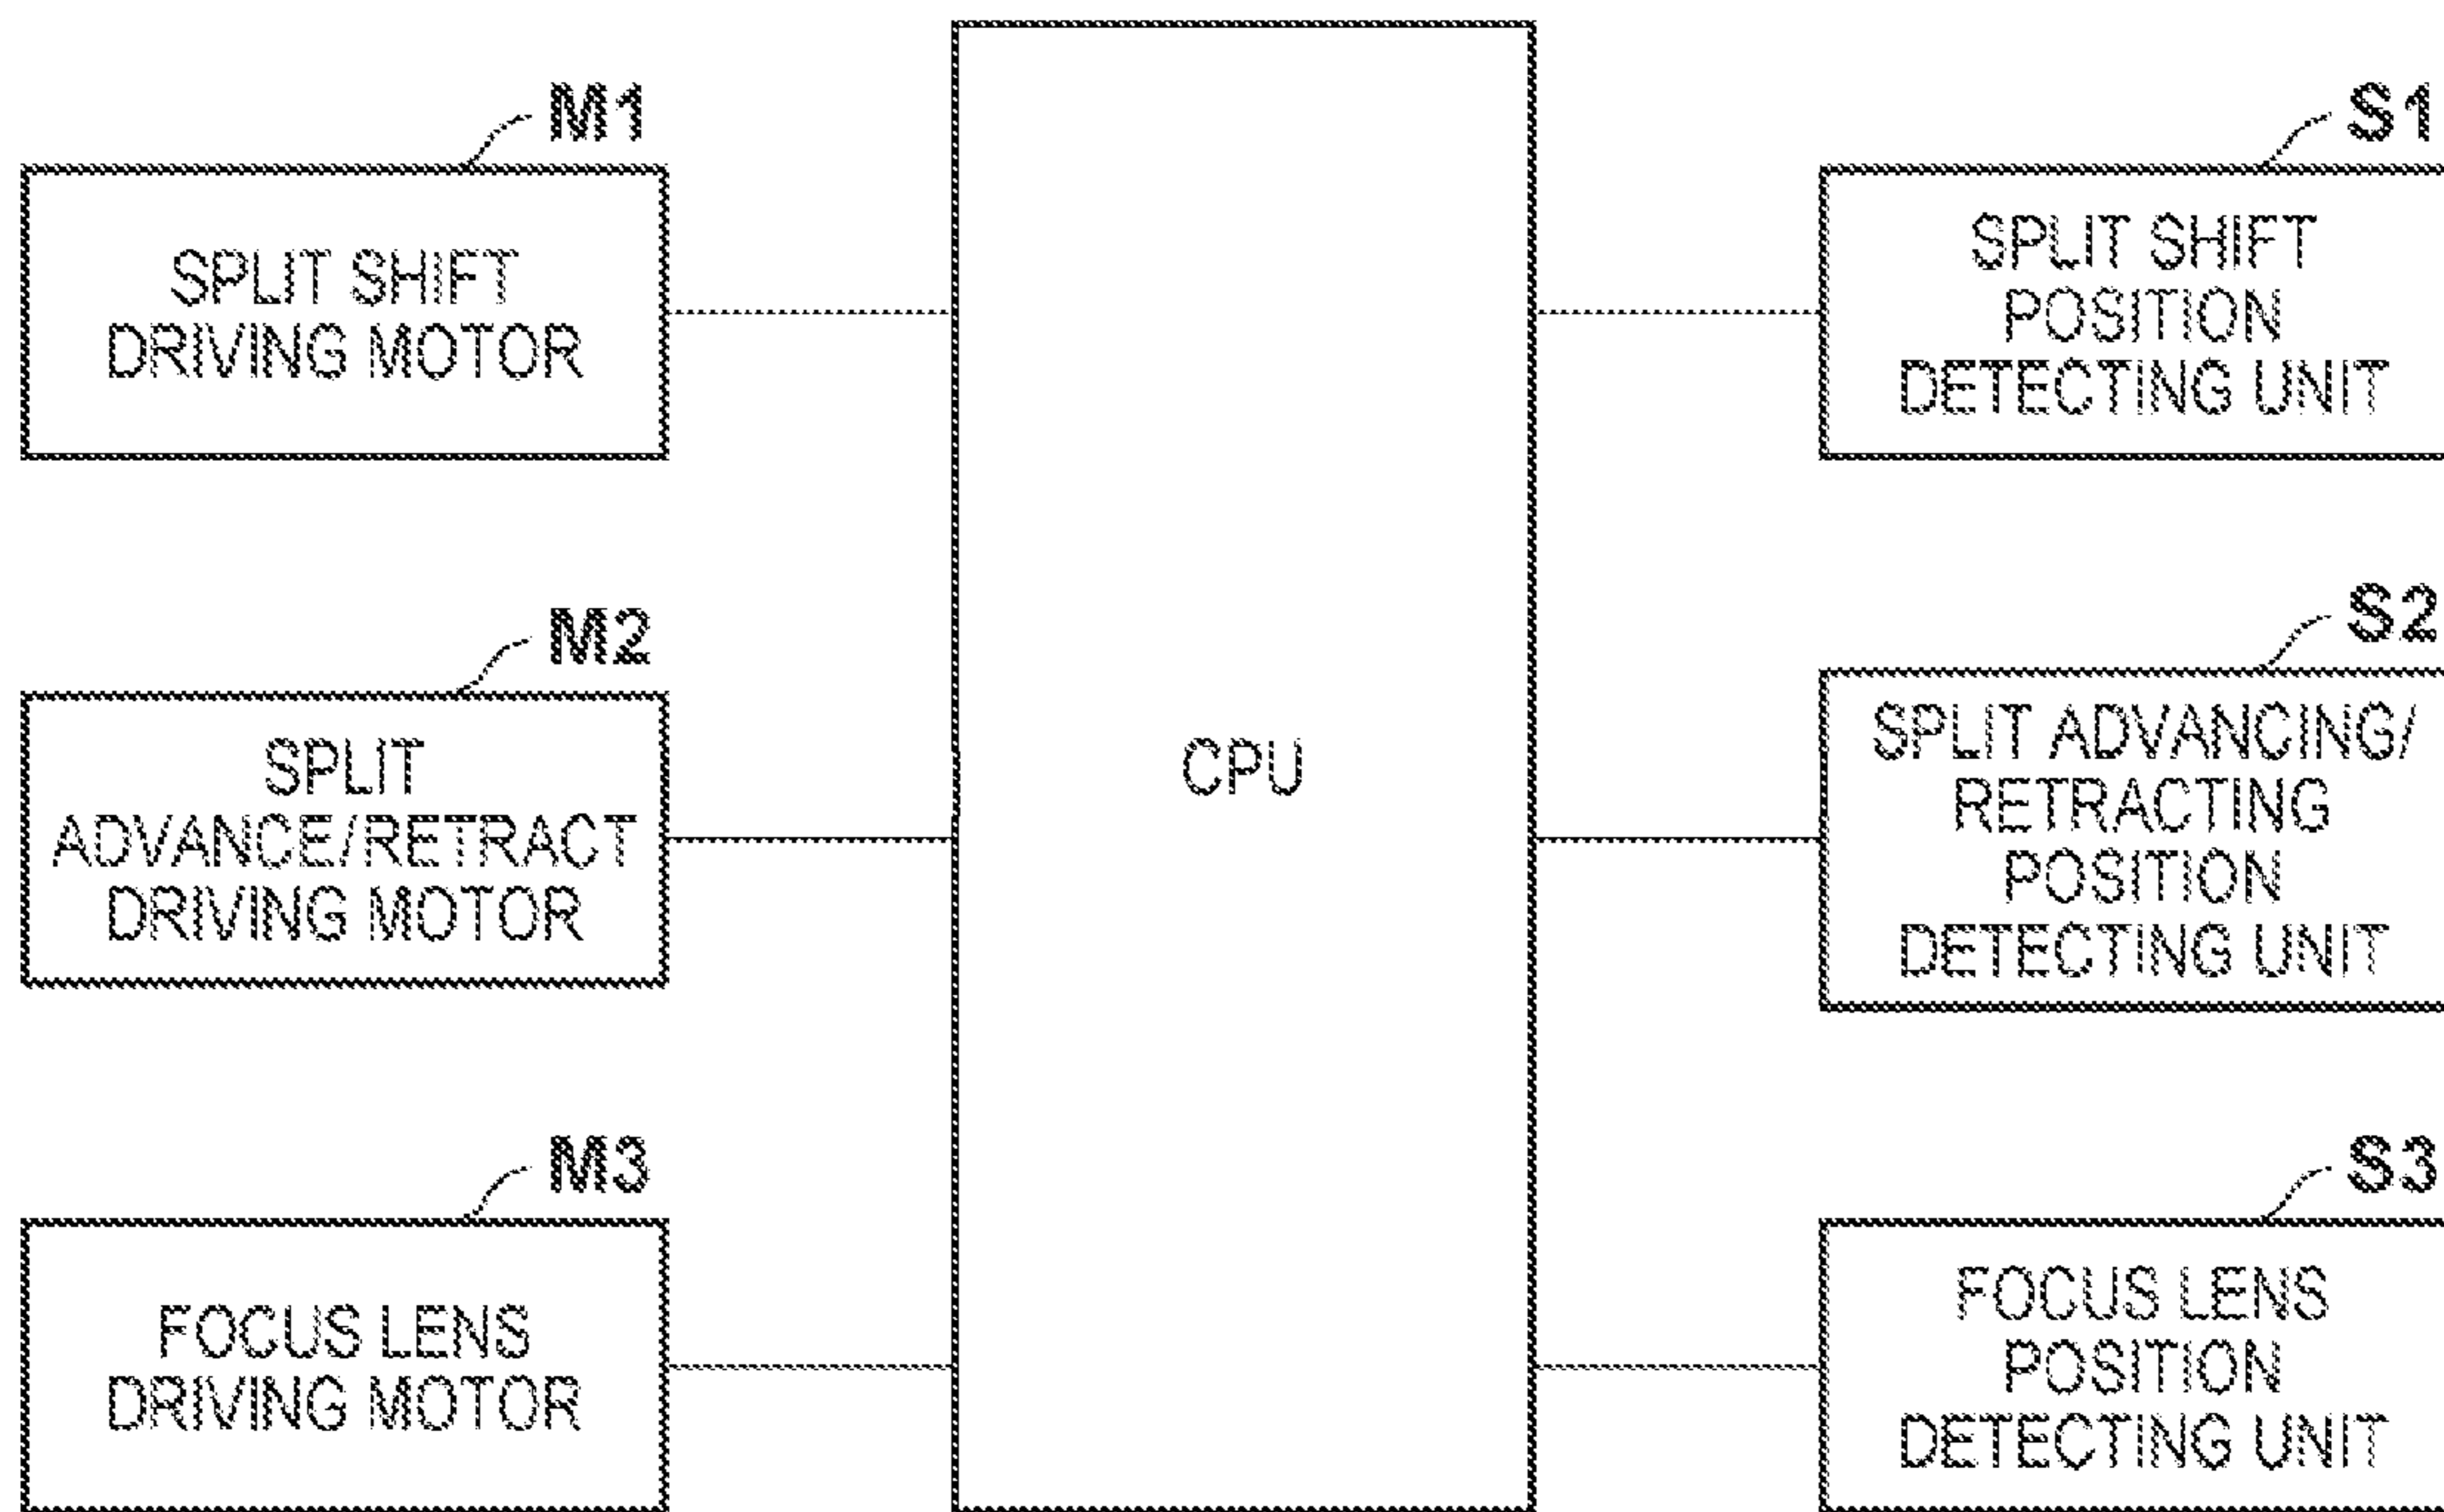 M1
SPLIT SHIFT
DRIVING MOTOR
M2
SPLIT
ADVANCE/RETRACT
DRIVING MOTOR
M3
FOCUS LENS
DRIVING MOTOR
CPU
S1
SPLIT SHIFT
POSITION
DETECTING UNIT
S2
SPLIT ADVANCING/
RETRACTING
POSITION
DETECTING UNIT
S3
FOCUS LENS
POSITION
DETECTING UNIT